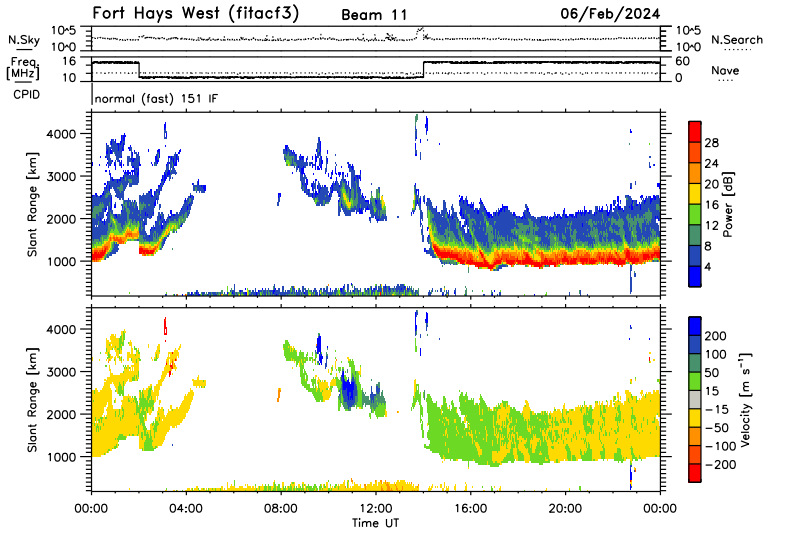 Fort Hays West (fitacf3) Beam 11 06/Feb/2024
N.Sky 10^5 10^0 10^5 10^0 N.Search
Freq. [MHz] 16 10 60 0 Nave
CPID normal (fast) 151 IF
Slant Range [km] 4000 3000 2000 1000
28 24 20 16 12 8 4 Power [dB]
Slant Range [km] 4000 3000 2000 1000
200 100 50 15 −15 −50 −100 −200 Velocity [m s⁻¹]
00:00 04:00 08:00 12:00 16:00 20:00 00:00
Time UT